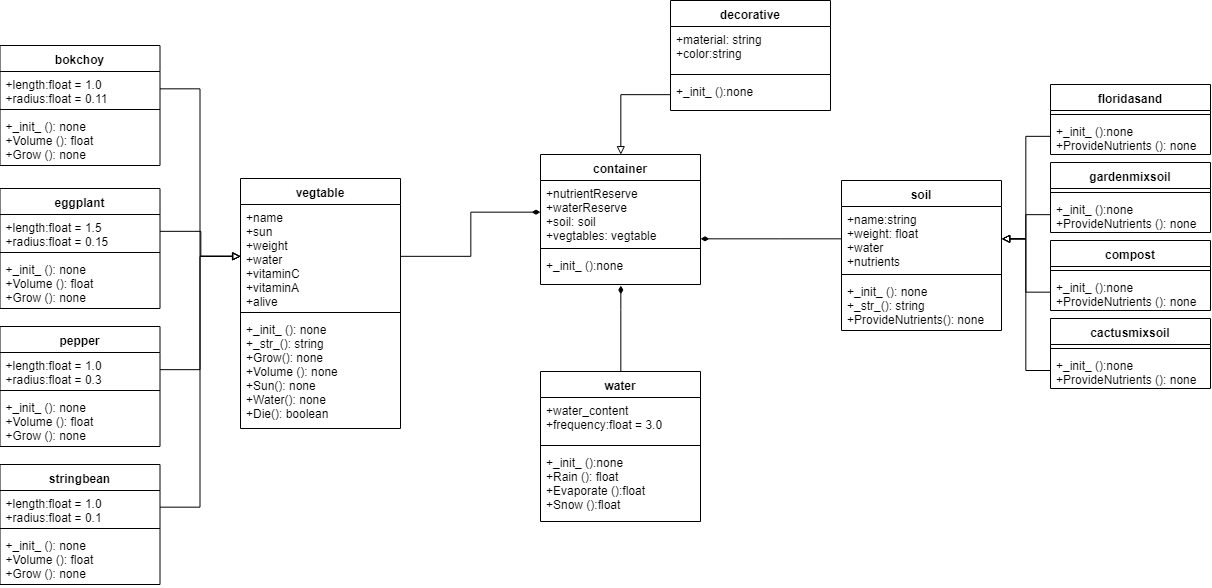 decorative
+material: string
+color:string
+_init_ ():none
bokchoy
+length:float = 1.0
+radius:float = 0.11
+_init_ (): none
+Volume (): float
+Grow (): none
eggplant
+length:float = 1.5
+radius:float = 0.15
+_init_ (): none
+Volume (): float
+Grow (): none
pepper
+length:float = 1.0
+radius:float = 0.3
+_init_ (): none
+Volume (): float
+Grow (): none
stringbean
+length:float = 1.0
+radius:float = 0.1
+_init_ (): none
+Volume (): float
+Grow (): none
vegtable
+name
+sun
+weight
+water
+vitaminC
+vitaminA
+alive
+_init_ (): none
+_str_(): string
+Grow(): none
+Volume (): none
+Sun(): none
+Water(): none
+Die(): boolean
container
+nutrientReserve
+waterReserve
+soil: soil
+vegtables: vegtable
+_init_ ():none
water
+water_content
+frequency:float = 3.0
+_init_ ():none
+Rain (): float
+Evaporate ():float
+Snow ():float
soil
+name:string
+weight: float
+water
+nutrients
+_init_ (): none
+_str_(): string
+ProvideNutrients(): none
floridasand
+_init_ ():none
+ProvideNutrients (): none
gardenmixsoil
+_init_ ():none
+ProvideNutrients (): none
compost
+_init_ ():none
+ProvideNutrients (): none
cactusmixsoil
+_init_ ():none
+ProvideNutrients (): none